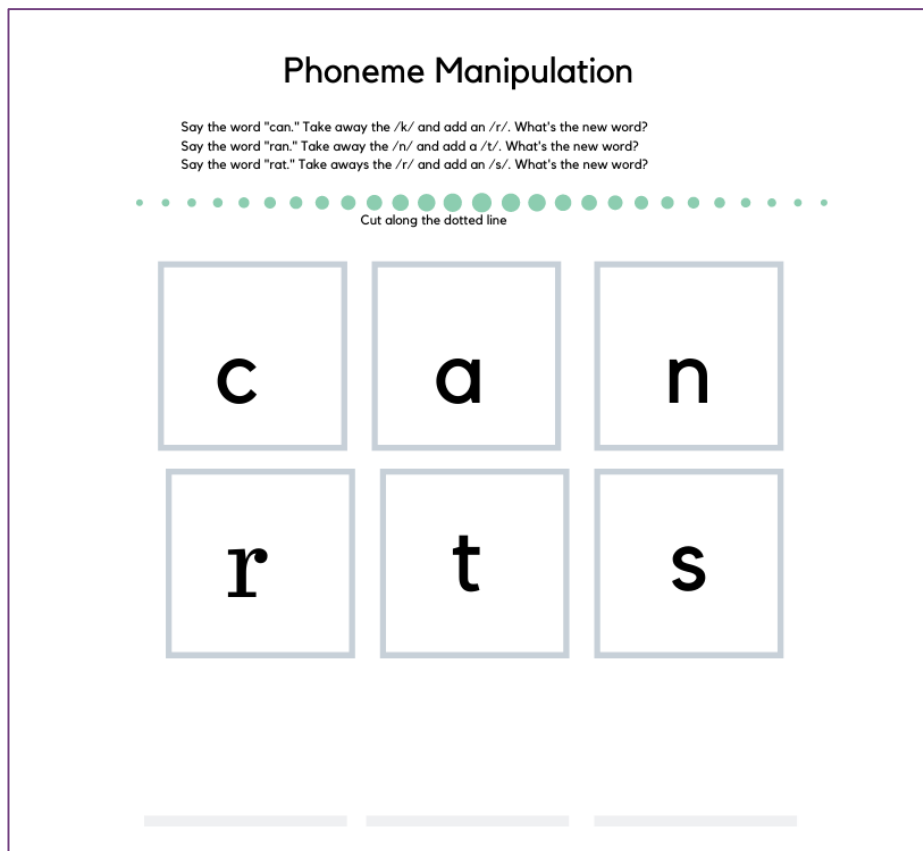 Phoneme Manipulation
Say the word "can." Take away the /k/ and add an /r/. What's the new word?
Say the word "ran." Take away the /n/ and add a /t/. What's the new word?
Say the word "rat." Take aways the /r/ and add an /s/. What's the new word?
Cut along the dotted line
c a n
r t s